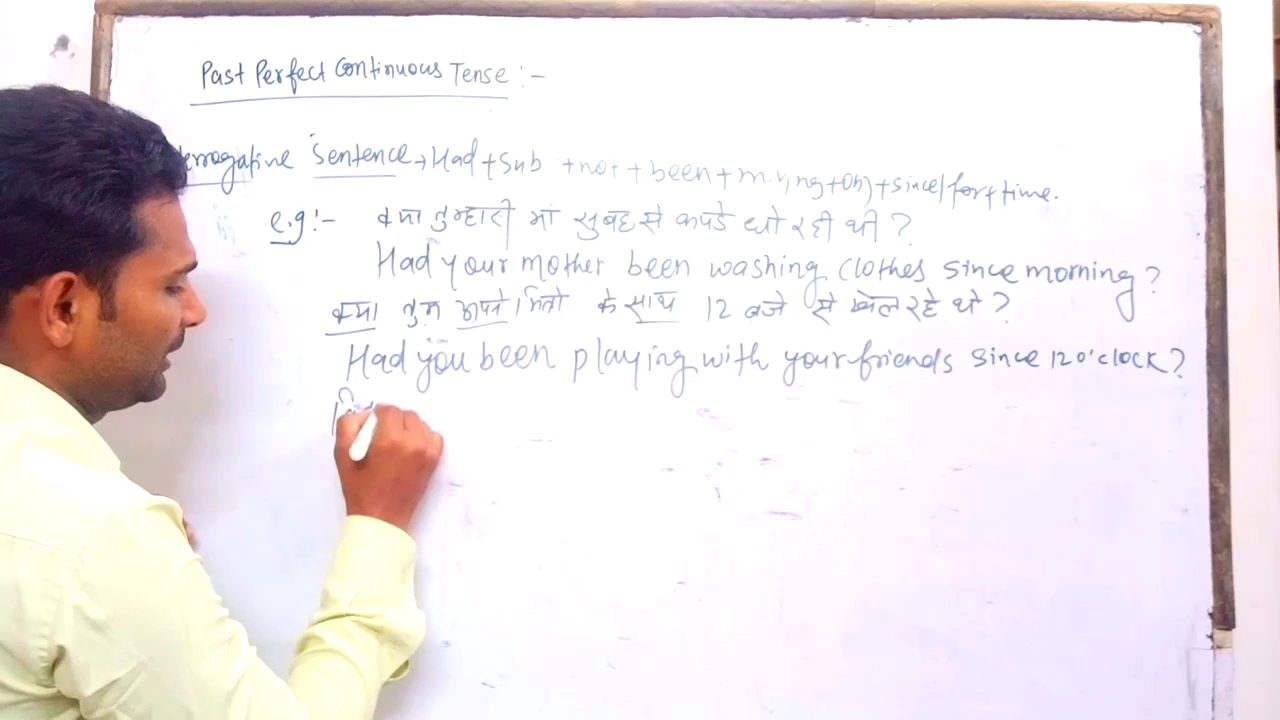 Past Perfect Continuous Tense :-
errogative Sentence → Had + Sub + not + been + m.v, ng + Obj + Since/for + time.
e.g :- क्या तुम्हारी माँ सुबह से कपडे धो रही थी ?
Had your mother been washing clothes since morning ?
क्या तुम अपने मित्रो के साथ 12 बजे से खेल रहे थे ?
Had you been playing with your friends since 12 o'clock ?